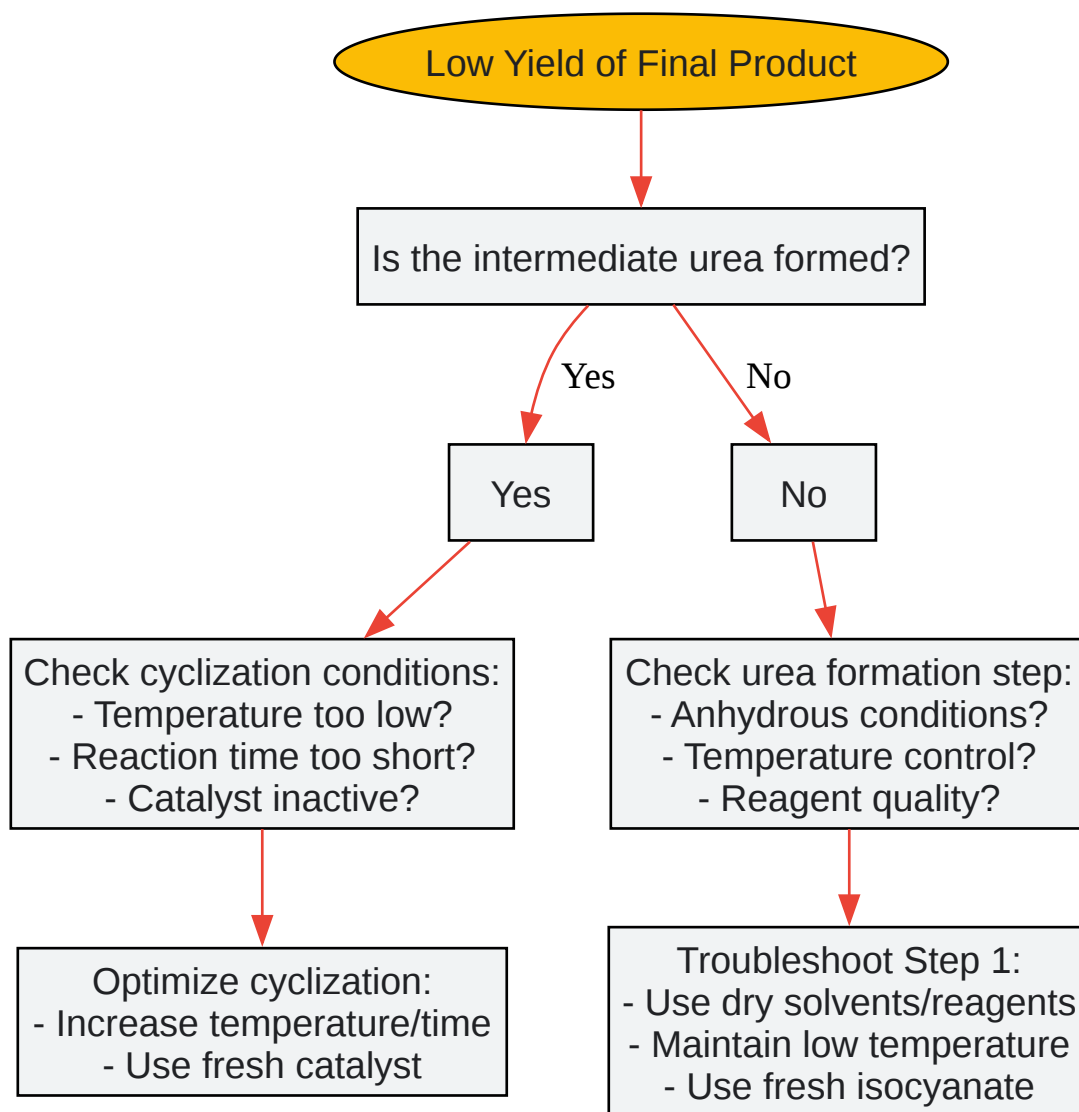 Low Yield of Final Product
Is the intermediate urea formed?
Yes
No
Yes
No
Check cyclization conditions:
- Temperature too low?
- Reaction time too short?
- Catalyst inactive?
Check urea formation step:
- Anhydrous conditions?
- Temperature control?
- Reagent quality?
Optimize cyclization:
- Increase temperature/time
- Use fresh catalyst
Troubleshoot Step 1:
- Use dry solvents/reagents
- Maintain low temperature
- Use fresh isocyanate